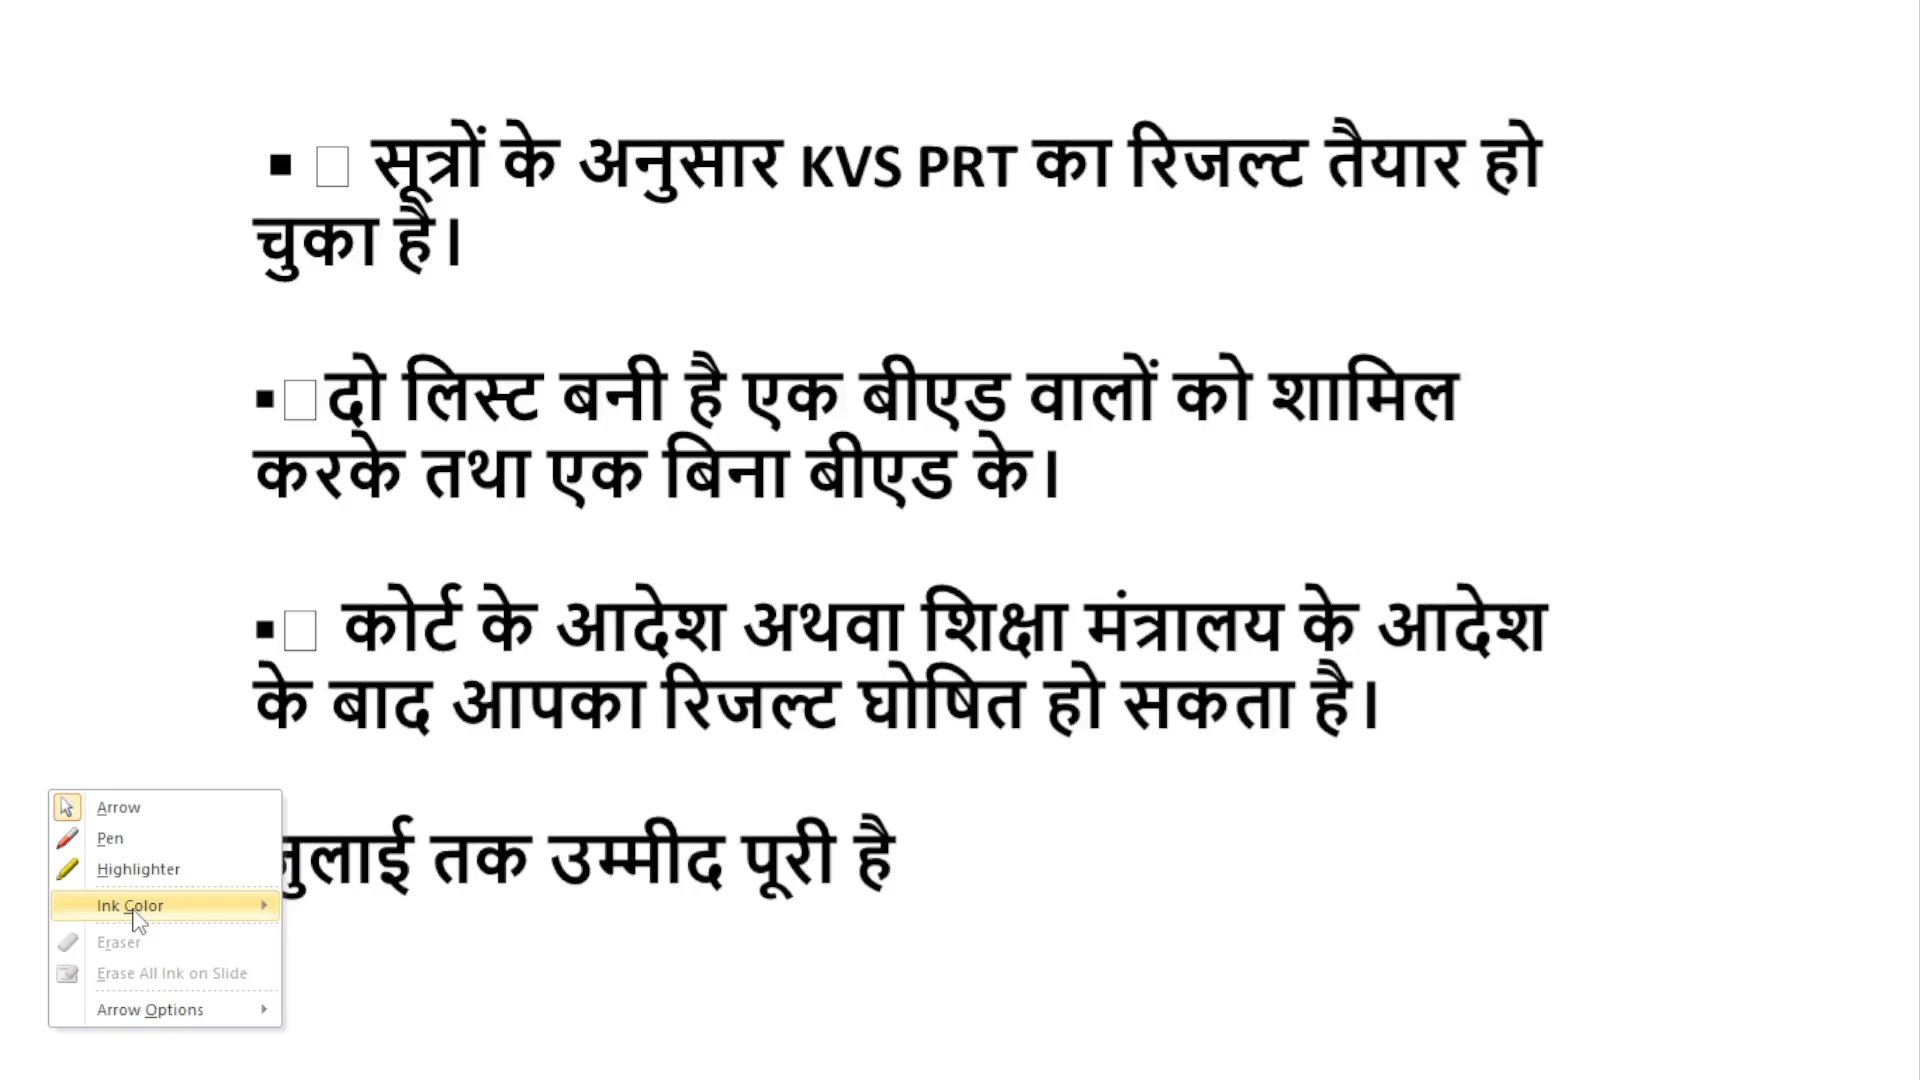 ▪ □ सूत्रों के अनुसार KVS PRT का रिजल्ट तैयार हो
चुका है।
▪□दो लिस्ट बनी है एक बीएड वालों को शामिल
करके तथा एक बिना बीएड के।
▪□ कोर्ट के आदेश अथवा शिक्षा मंत्रालय के आदेश
के बाद आपका रिजल्ट घोषित हो सकता है।
जुलाई तक उम्मीद पूरी है
Arrow
Pen
Highlighter
Ink Color
Eraser
Erase All Ink on Slide
Arrow Options